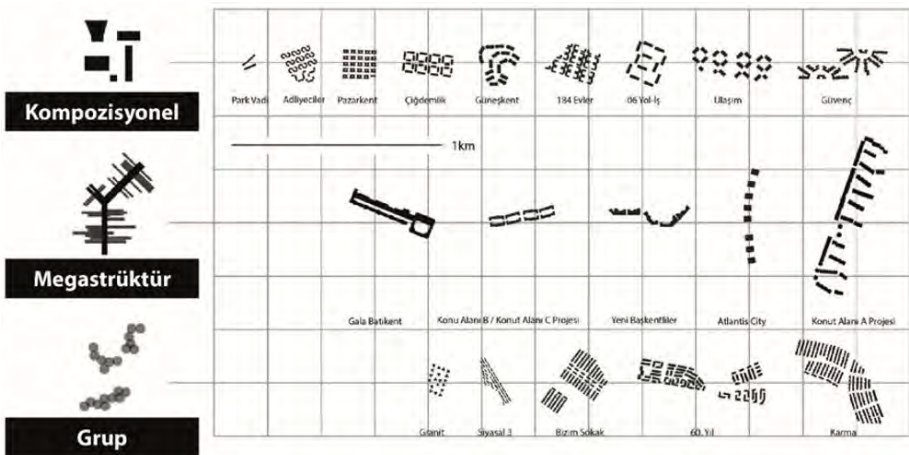 Kompozisyonel
Park Vadi Adliyeciler Pazarkent Çiğdemlik Güneşkent 184 Evler 06 Yol-İş Ulaşım Güvenç
1km
Megastrüktür
Gala Batıkent Konu Alanı B / Konut Alanı C Projesi Yeni Başkentliler Atlantis City Konut Alanı A Projesi
Grup
Granit Siyasal 3 Bizim Sokak 60. Yıl Karma